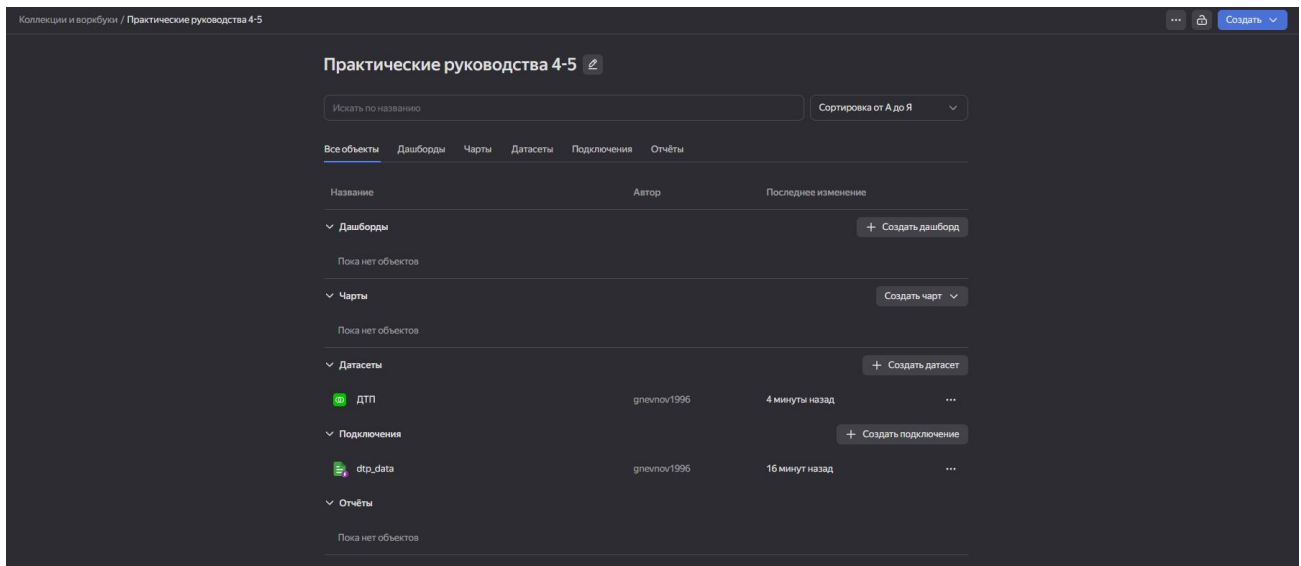 Коллекции и воркбуки / Практические руководства 4-5
Создать
Практические руководства 4-5
Искать по названию
Сортировка от А до Я
Все объекты Дашборды Чарты Датасеты Подключения Отчёты
Название Автор Последнее изменение
Дашборды + Создать дашборд
Пока нет объектов
Чарты Создать чарт
Пока нет объектов
Датасеты + Создать датасет
ДТП gnevnov1996 4 минуты назад
Подключения + Создать подключение
dtp_data gnevnov1996 16 минут назад
Отчёты
Пока нет объектов